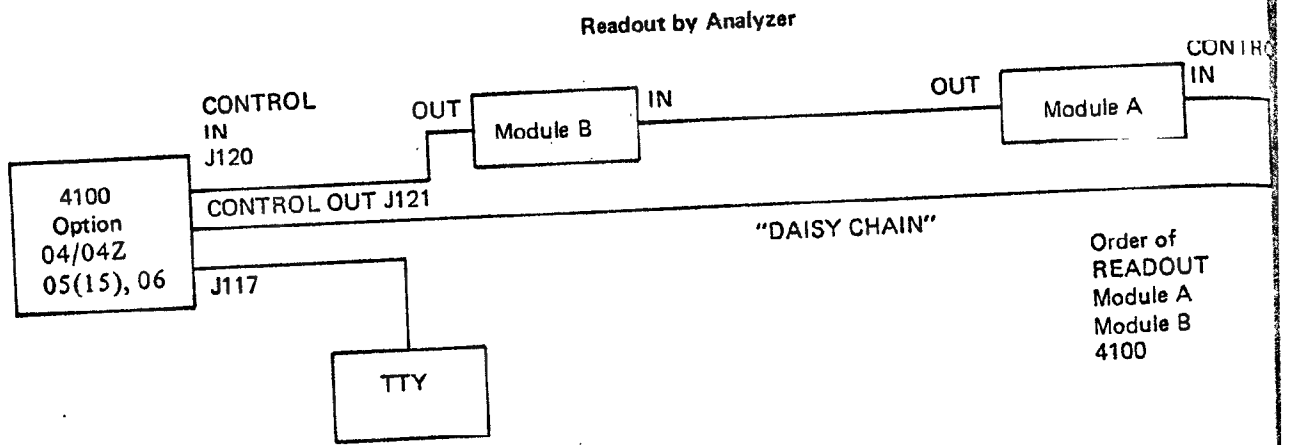 Readout by Analyzer
CONTROL
IN
J120
OUT
Module B
IN
OUT
Module A
IN
4100
Option
04/04Z
05(15), 06
CONTROL OUT J121
"DAISY CHAIN"
J117
TTY
Order of
READOUT
Module A
Module B
4100